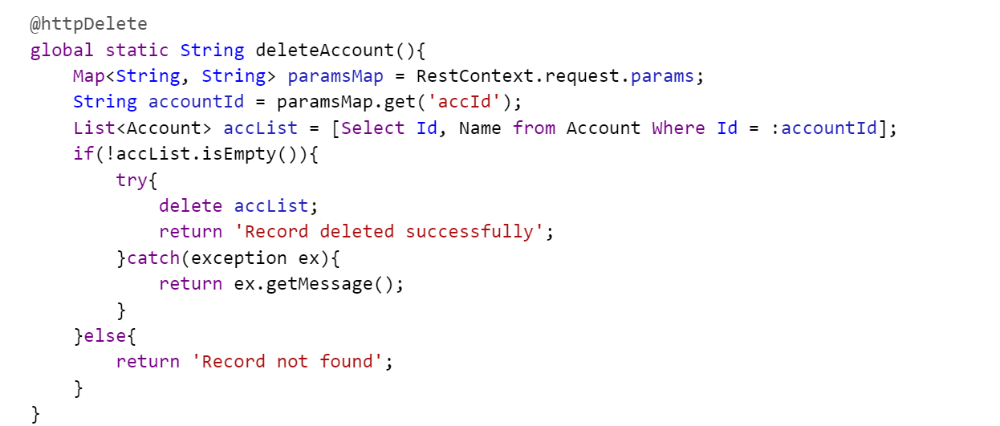 @httpDelete
global static String deleteAccount(){
    Map<String, String> paramsMap = RestContext.request.params;
    String accountId = paramsMap.get('accId');
    List<Account> accList = [Select Id, Name from Account Where Id = :accountId];
    if(!accList.isEmpty()){
        try{
            delete accList;
            return 'Record deleted successfully';
        }catch(exception ex){
            return ex.getMessage();
        }
    }else{
        return 'Record not found';
    }
}